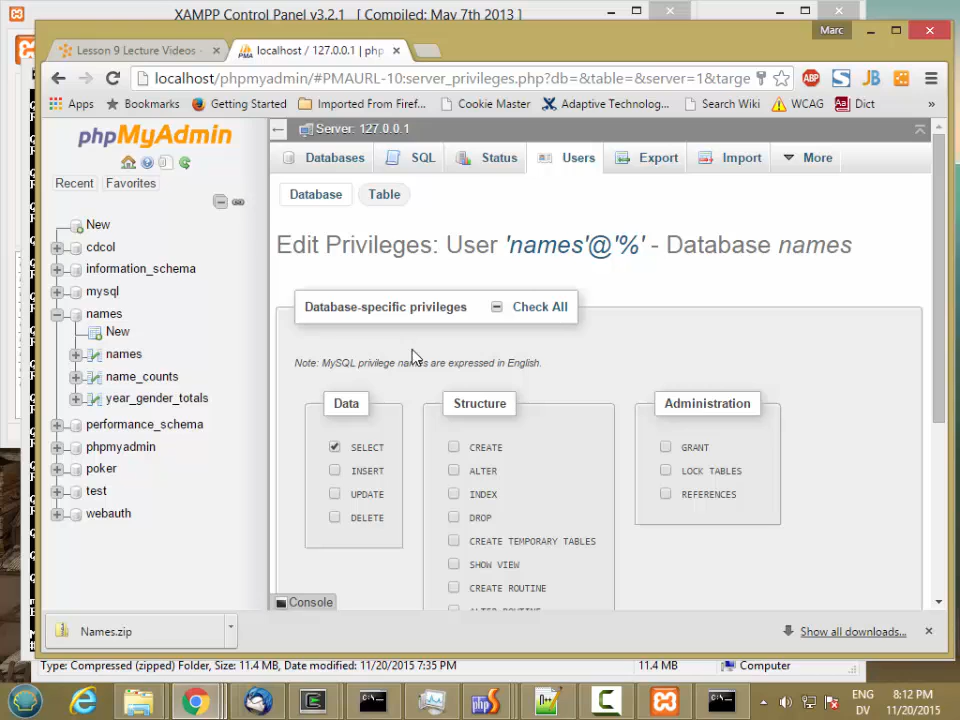 XAMPP Control Panel v3.2.1 [ Compiled: May 7th 2013 ]
Marc
Lesson 9 Lecture Videos -
localhost / 127.0.0.1 | php
localhost/phpmyadmin/#PMAURL-10:server_privileges.php?db=&table=&server=1&targe
ABP
S
JB
Apps
Bookmarks
Getting Started
Imported From Firef...
Cookie Master
Adaptive Technolog...
Search Wiki
WCAG
Dict
»
phpMyAdmin
Recent
Favorites
New
cdcol
information_schema
mysql
names
New
names
name_counts
year_gender_totals
performance_schema
phpmyadmin
poker
test
webauth
Server: 127.0.0.1
Databases
SQL
Status
Users
Export
Import
More
Database
Table
Edit Privileges: User 'names'@'%' - Database names
Database-specific privileges
Check All
Note: MySQL privilege names are expressed in English.
Data
SELECT
INSERT
UPDATE
DELETE
Structure
CREATE
ALTER
INDEX
DROP
CREATE TEMPORARY TABLES
SHOW VIEW
CREATE ROUTINE
ALTER ROUTINE
Administration
GRANT
LOCK TABLES
REFERENCES
Console
Names.zip
Show all downloads...
Type: Compressed (zipped) Folder, Size: 11.4 MB, Date modified: 11/20/2015 7:35 PM
11.4 MB
Computer
ENG
DV
8:12 PM
11/20/2015